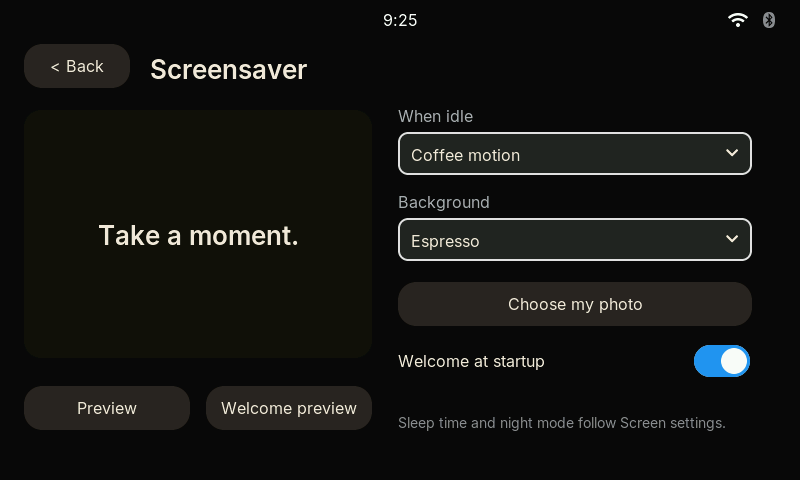 9:25
< Back
Screensaver
Take a moment.
Preview
Welcome preview
When idle
Coffee motion
Background
Espresso
Choose my photo
Welcome at startup
Sleep time and night mode follow Screen settings.